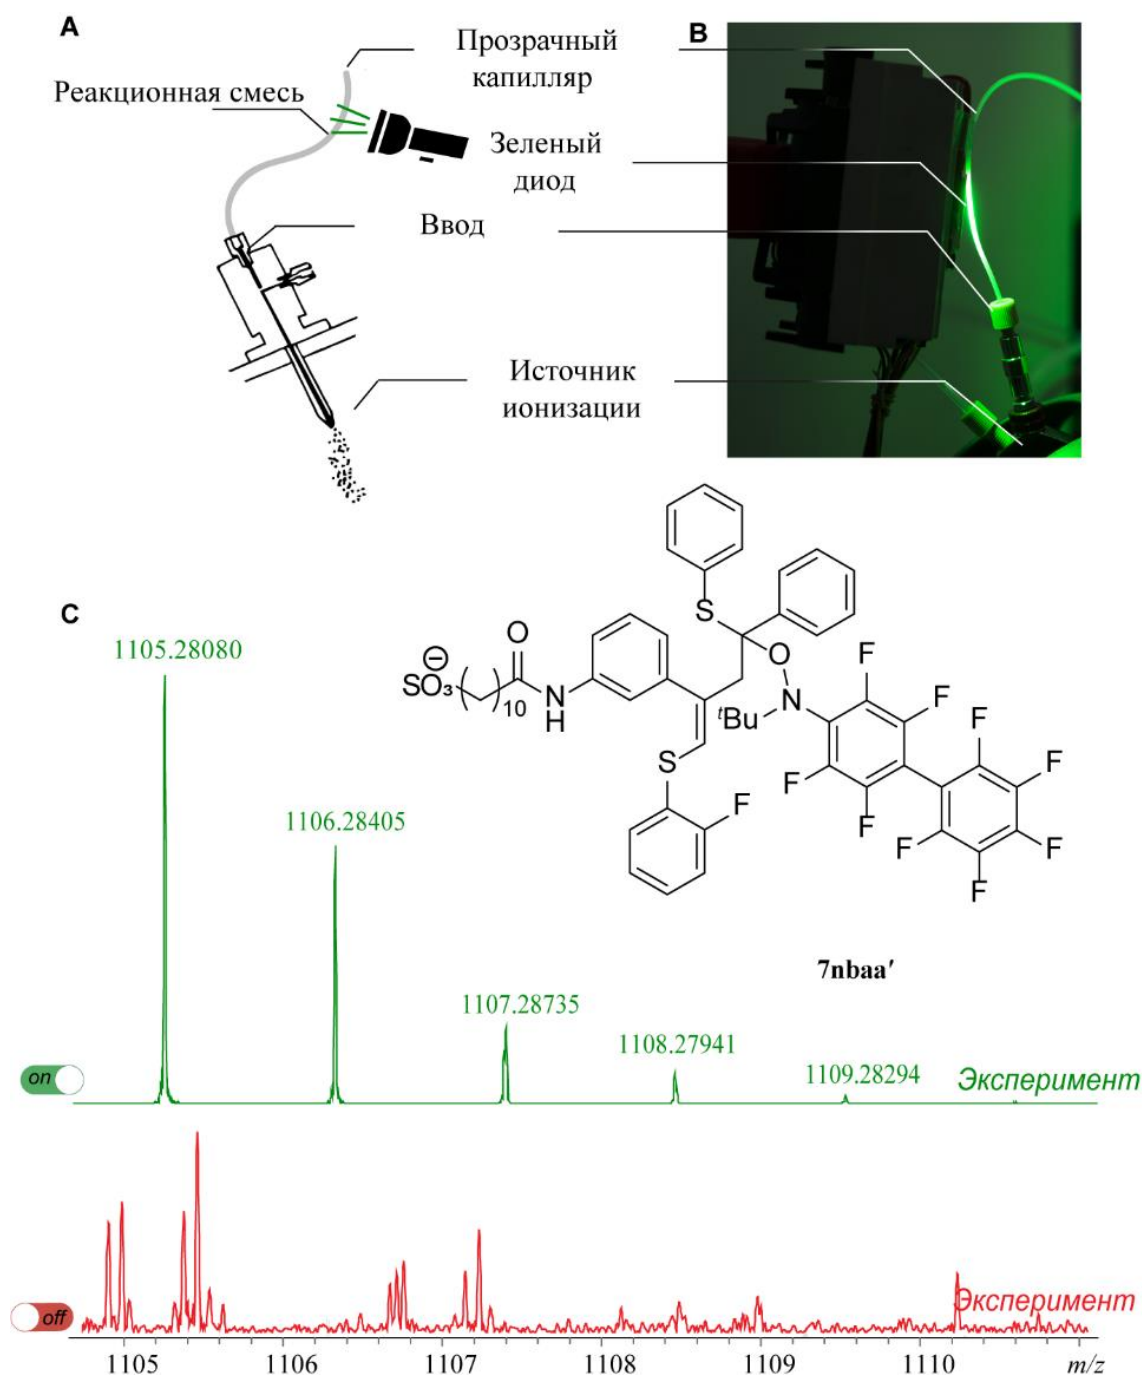 A
B
Прозрачный
капилляр
Реакционная смесь
Зеленый
диод
Ввод
Источник
ионизации
C
1105.28080
1106.28405
1107.28735
1108.27941
1109.28294
on
Эксперимент
⊖
SO₃
10
O
N
H
S
S
O
N
ᵗBu
F
F
F
F
F
F
F
F
F
F
7nbaa′
off
Эксперимент
1105
1106
1107
1108
1109
1110
m/z